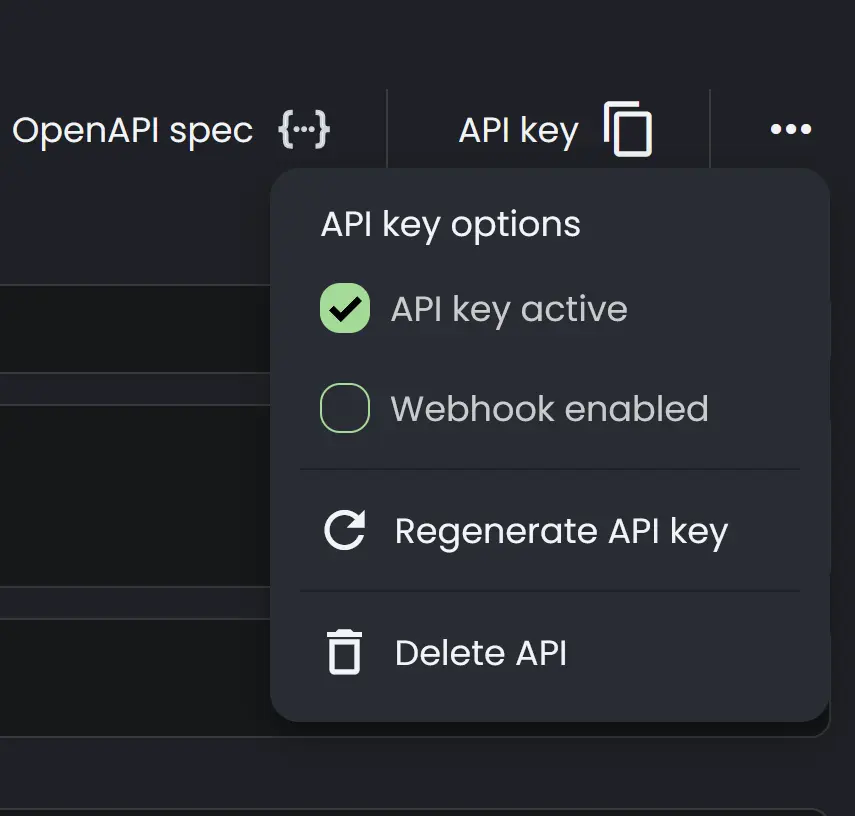 OpenAPI spec
API key
API key options
API key active
Webhook enabled
Regenerate API key
Delete API